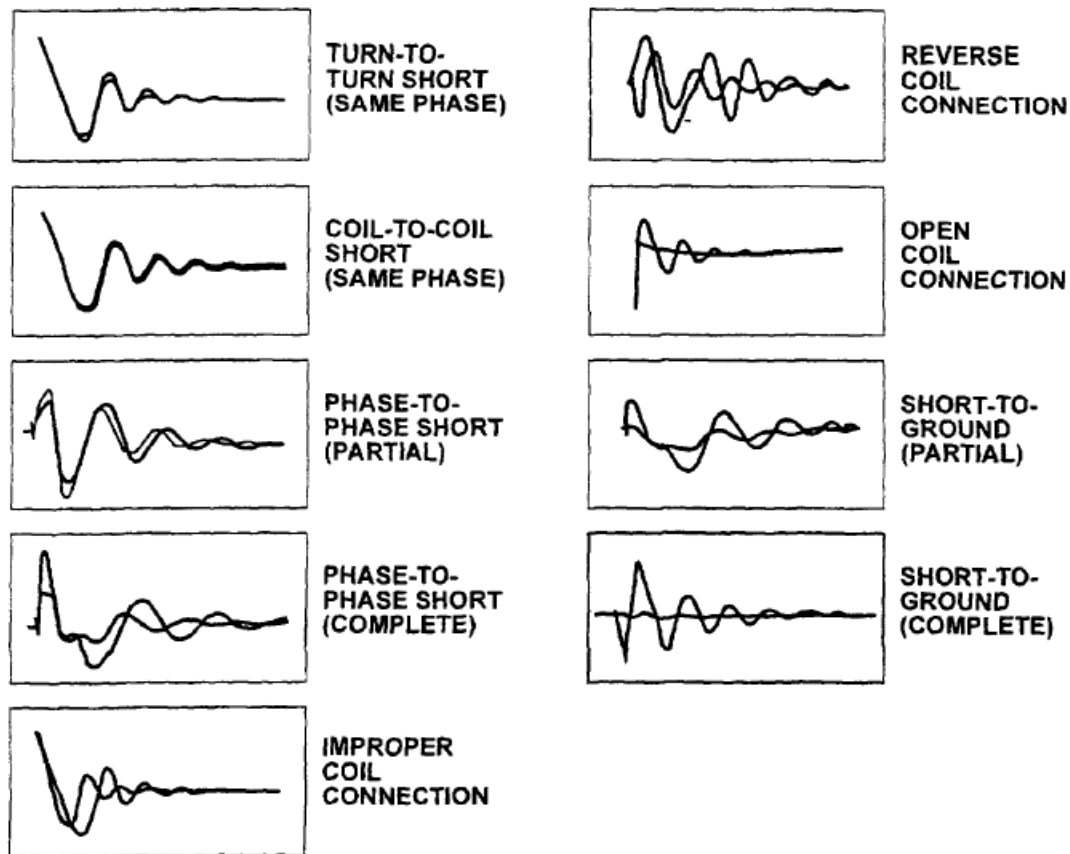 TURN-TO-
TURN SHORT
(SAME PHASE)
COIL-TO-COIL
SHORT
(SAME PHASE)
PHASE-TO-
PHASE SHORT
(PARTIAL)
PHASE-TO-
PHASE SHORT
(COMPLETE)
IMPROPER
COIL
CONNECTION
REVERSE
COIL
CONNECTION
OPEN
COIL
CONNECTION
SHORT-TO-
GROUND
(PARTIAL)
SHORT-TO-
GROUND
(COMPLETE)